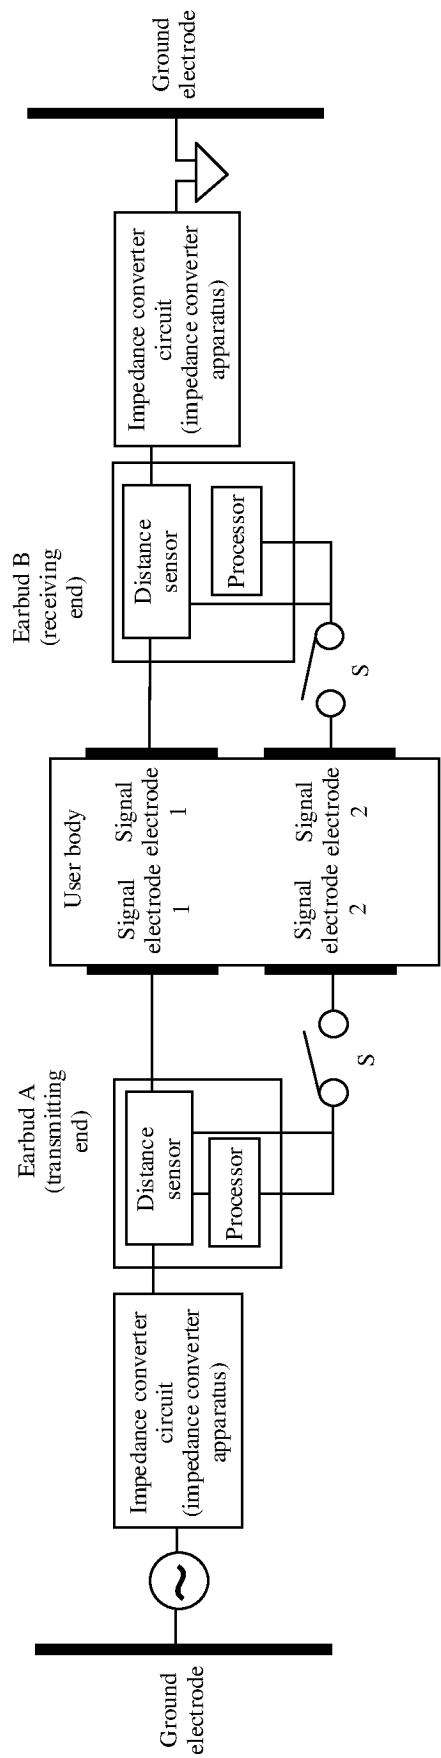 Ground
electrode
Impedance converter
circuit
(impedance converter
apparatus)
Earbud A
(transmitting
end)
Distance
sensor
Processor
S
User body
Signal
electrode
1
Signal
electrode
1
Signal
electrode
2
Signal
electrode
2
Earbud B
(receiving
end)
Distance
sensor
Processor
S
Impedance converter
circuit
(impedance converter
apparatus)
Ground
electrode